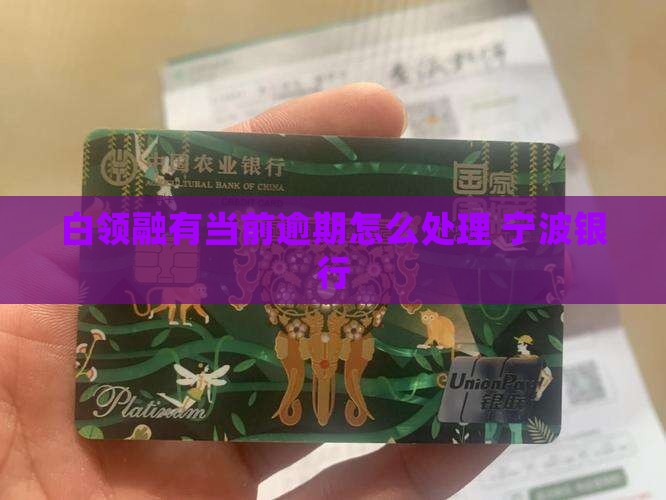 中国农业银行
AGRICULTURAL BANK OF CHINA
国家
白领融有当前逾期怎么处理 宁波银
行
UnionPay
银联
Platinum